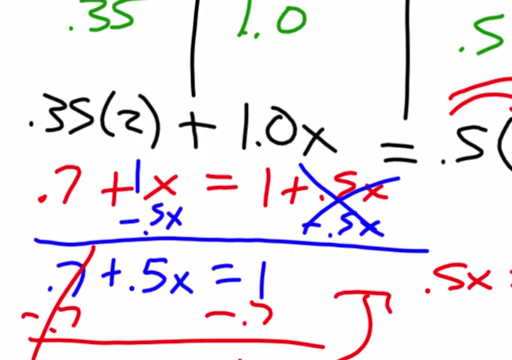 .35 1.0 .5
.35(2) + 1.0x = .5(
.7 + 1x = 1 + .5x
-.5x -.5x
.7 + .5x = 1 .5x =
-.7 -.7